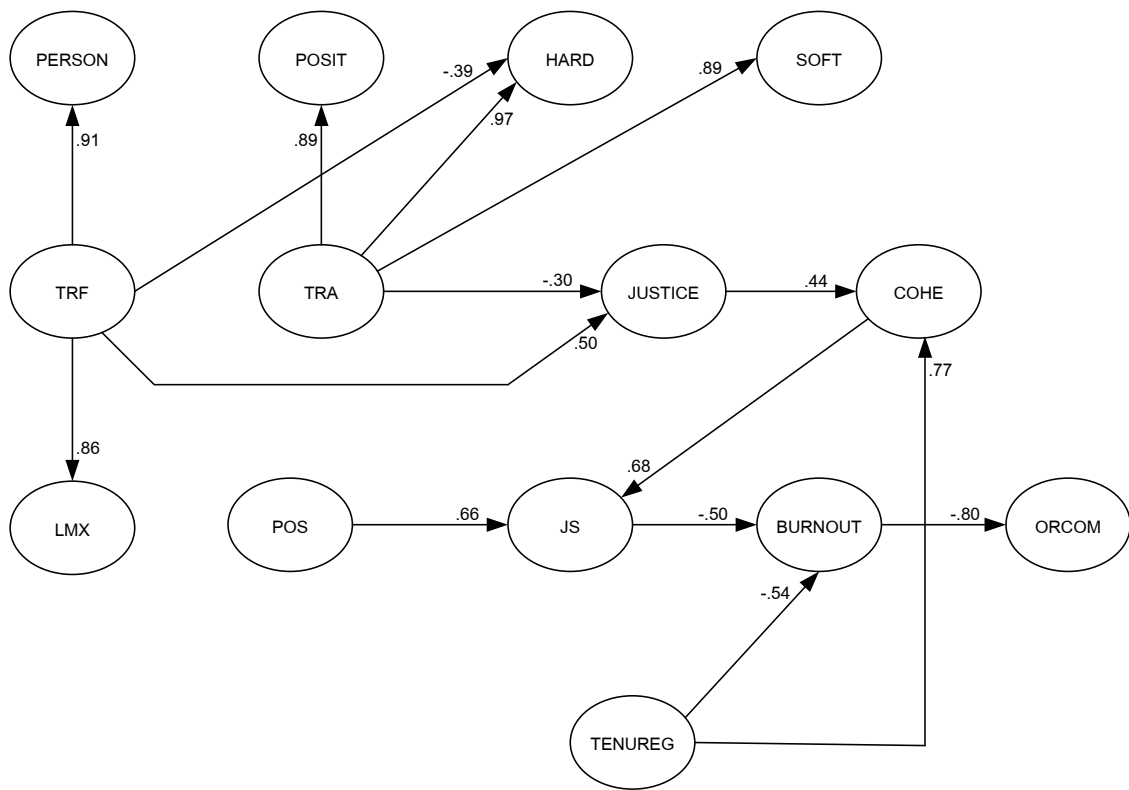 PERSON
POSIT
HARD
SOFT
-.39
.89
.91
.89
.97
TRF
TRA
-.30
JUSTICE
.44
COHE
.50
.77
.86
.68
LMX
POS
.66
JS
-.50
BURNOUT
-.80
ORCOM
-.54
TENUREG